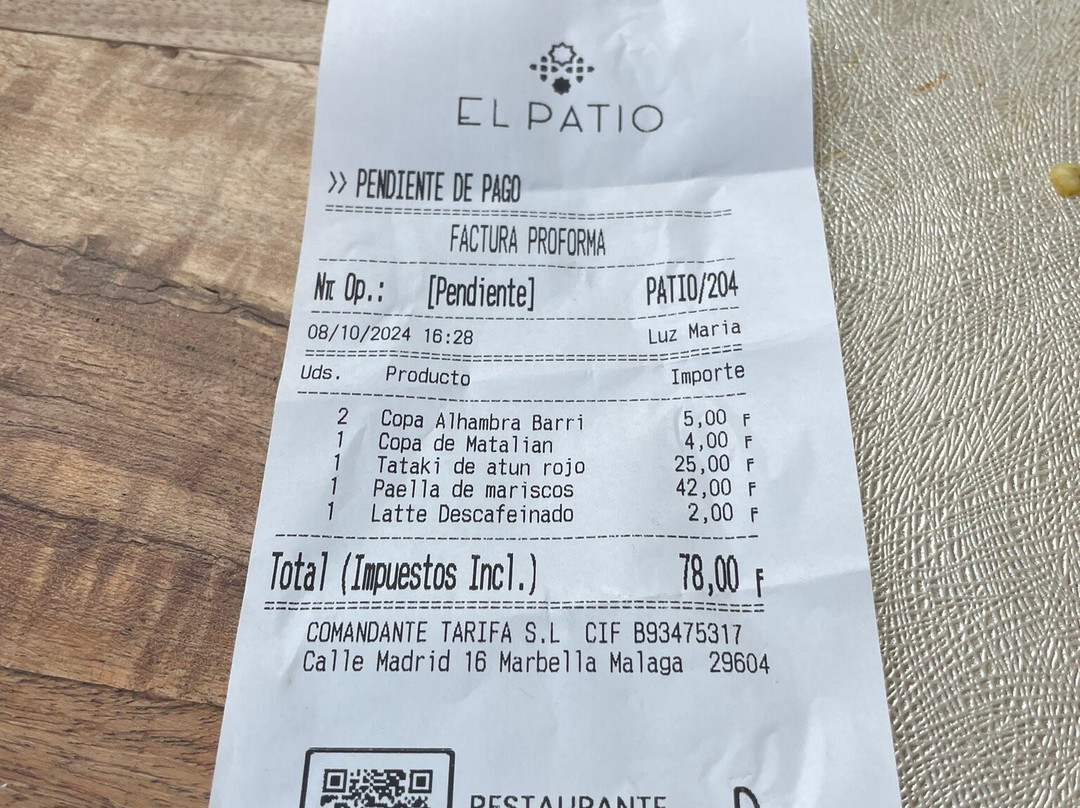 EL PATIO
>> PENDIENTE DE PAGO
FACTURA PROFORMA
Nπ Op.: [Pendiente] PATIO/204
08/10/2024 16:28 Luz Maria
Uds. Producto Importe
2 Copa Alhambra Barri 5,00 F
1 Copa de Matalian 4,00 F
1 Tataki de atun rojo 25,00 F
1 Paella de mariscos 42,00 F
1 Latte Descafeinado 2,00 F
Total (Impuestos Incl.) 78,00 F
COMANDANTE TARIFA S.L CIF B93475317
Calle Madrid 16 Marbella Malaga 29604
RESTAURANTE